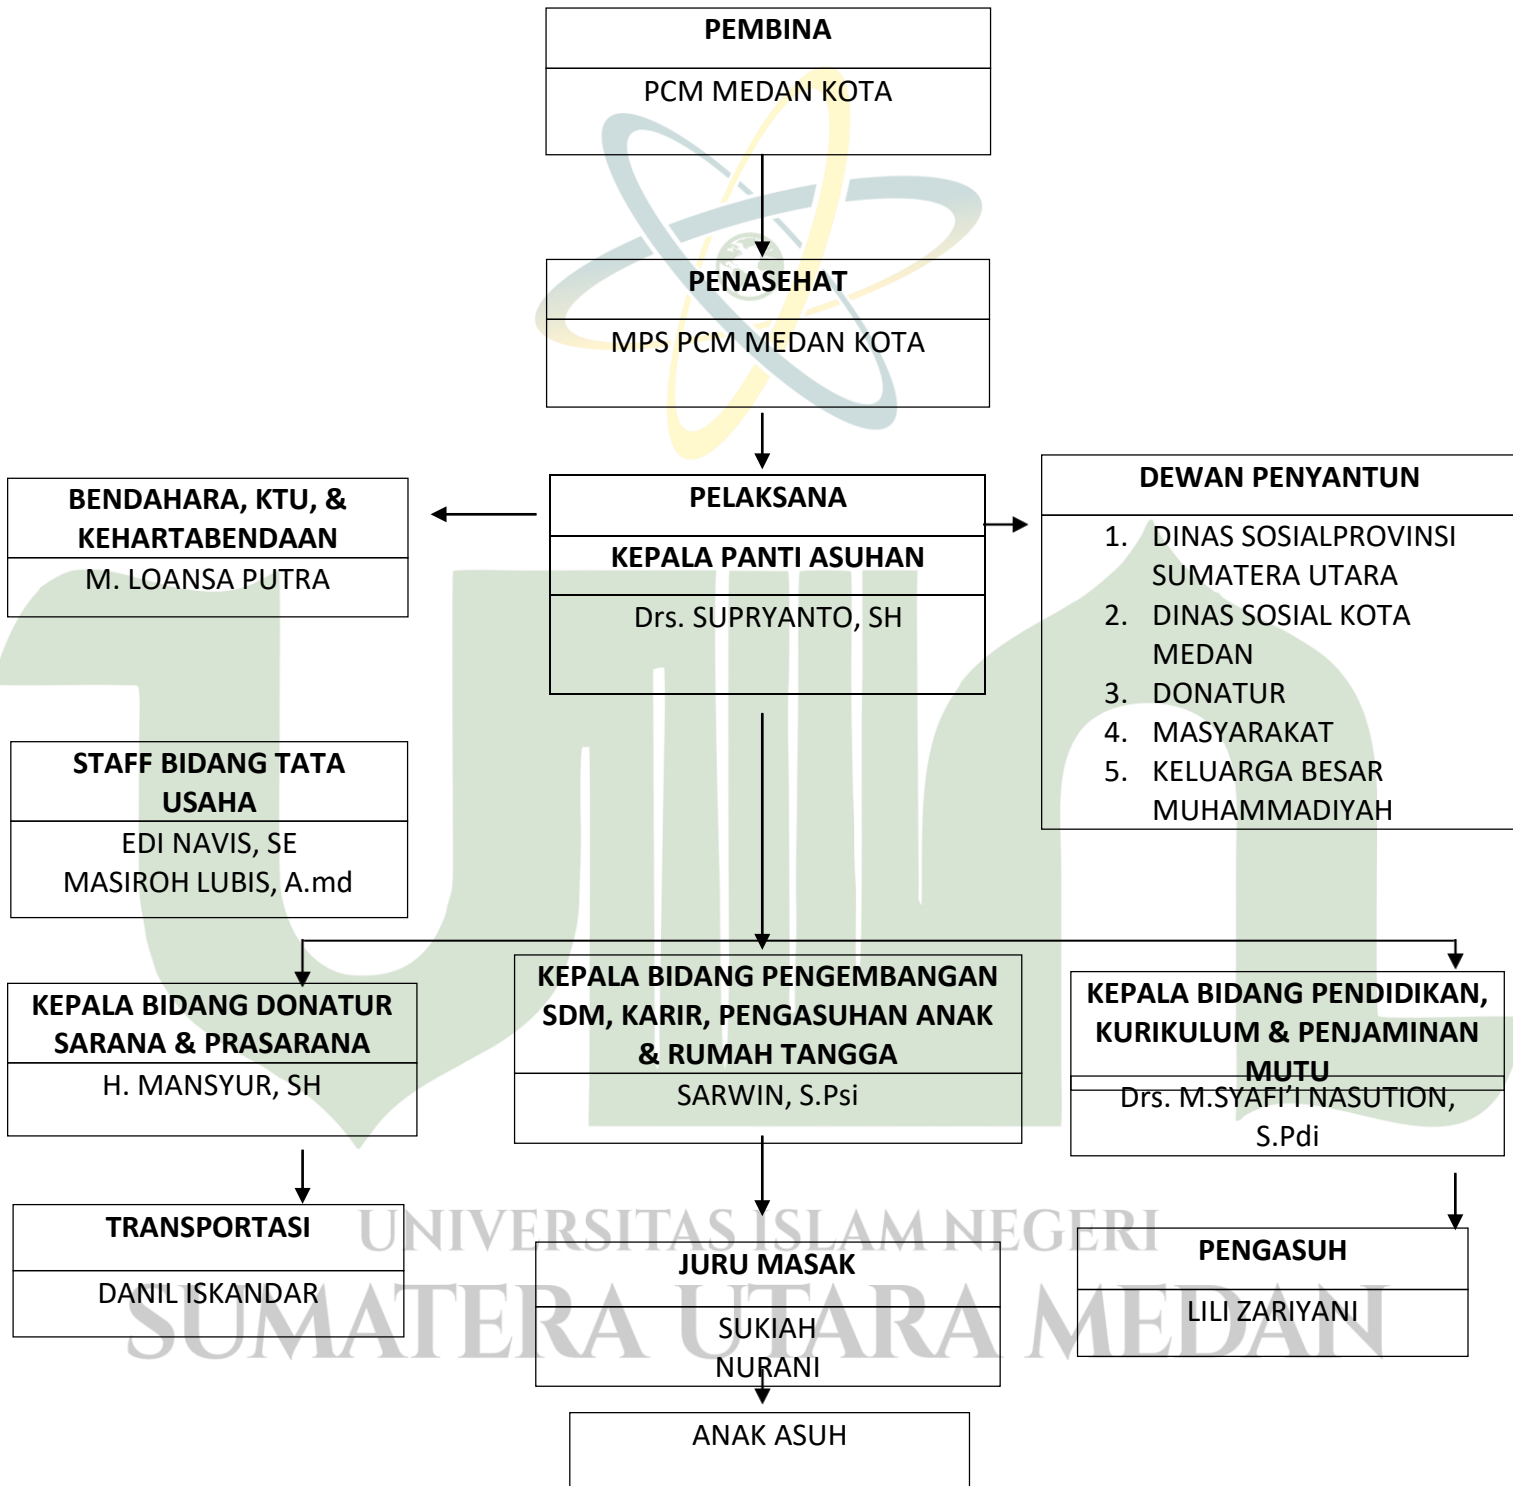 PEMBINA
PCM MEDAN KOTA
PENASEHAT
MPS PCM MEDAN KOTA
BENDAHARA, KTU, &
KEHARTABENDAAN
M. LOANSA PUTRA
PELAKSANA
KEPALA PANTI ASUHAN
Drs. SUPRYANTO, SH
DEWAN PENYANTUN
1. DINAS SOSIALPROVINSI
SUMATERA UTARA
2. DINAS SOSIAL KOTA
MEDAN
3. DONATUR
4. MASYARAKAT
5. KELUARGA BESAR
MUHAMMADIYAH
STAFF BIDANG TATA
USAHA
EDI NAVIS, SE
MASIROH LUBIS, A.md
KEPALA BIDANG DONATUR
SARANA & PRASARANA
H. MANSYUR, SH
KEPALA BIDANG PENGEMBANGAN
SDM, KARIR, PENGASUHAN ANAK
& RUMAH TANGGA
SARWIN, S.Psi
KEPALA BIDANG PENDIDIKAN,
KURIKULUM & PENJAMINAN
MUTU
Drs. M.SYAFI’I NASUTION,
S.Pdi
TRANSPORTASI
DANIL ISKANDAR
JURU MASAK
SUKIAH
NURANI
PENGASUH
LILI ZARIYANI
ANAK ASUH
UNIVERSITAS ISLAM NEGERI
SUMATERA UTARA MEDAN